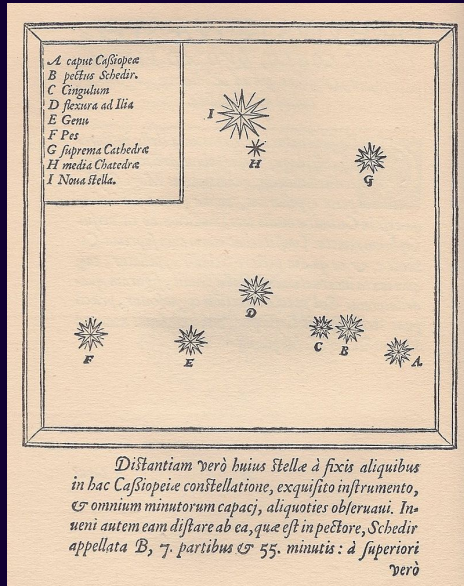 A caput Caſsiopeæ
B pectus Schedir.
C Cingulum
D flexura ad Ilia
E Genu
F Pes
G ſuprema Cathedræ
H media Chatedræ
I Noua ſtella.
I
H
G
D
C
B
A
E
F
Diſtantiam verò huius ſtellæ à fixis aliquibus
in hac Caſsiopeiæ conſtellatione, exquiſito inſtrumento,
& omnium minutorum capacj, aliquoties obſeruaui. In=
ueni autem eam diſtare ab ea, quæ eſt in pectore, Schedir
appellata B, 7. partibus & 55. minutis : à ſuperiori
verò